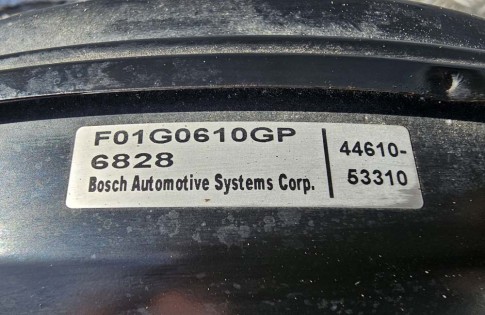 F01G0610GP
6828
Bosch Automotive Systems Corp.
44610-
53310